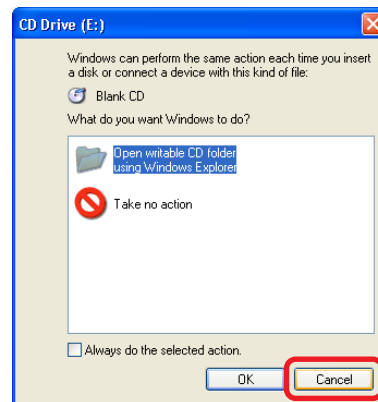 CD Drive (E:)
Windows can perform the same action each time you insert
a disk or connect a device with this kind of file:
Blank CD
What do you want Windows to do?
Open writable CD folder
using Windows Explorer
Take no action
Always do the selected action.
OK
Cancel